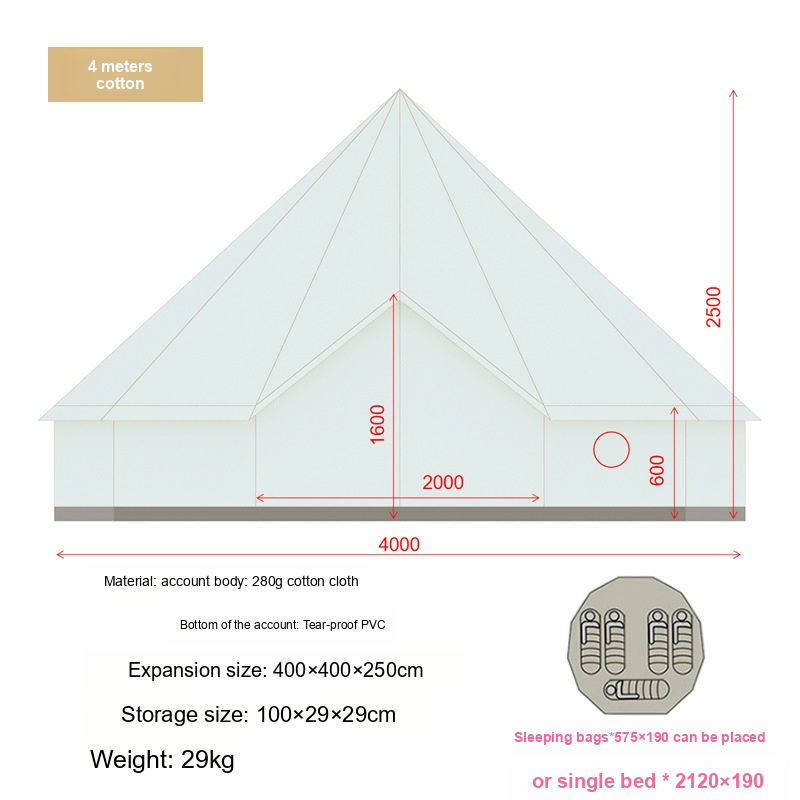 4 meters
cotton
2500
1600
600
2000
4000
Material: account body: 280g cotton cloth
Bottom of the account: Tear-proof PVC
Expansion size: 400×400×250cm
Storage size: 100×29×29cm
Weight: 29kg
Sleeping bags*575×190 can be placed
or single bed * 2120×190